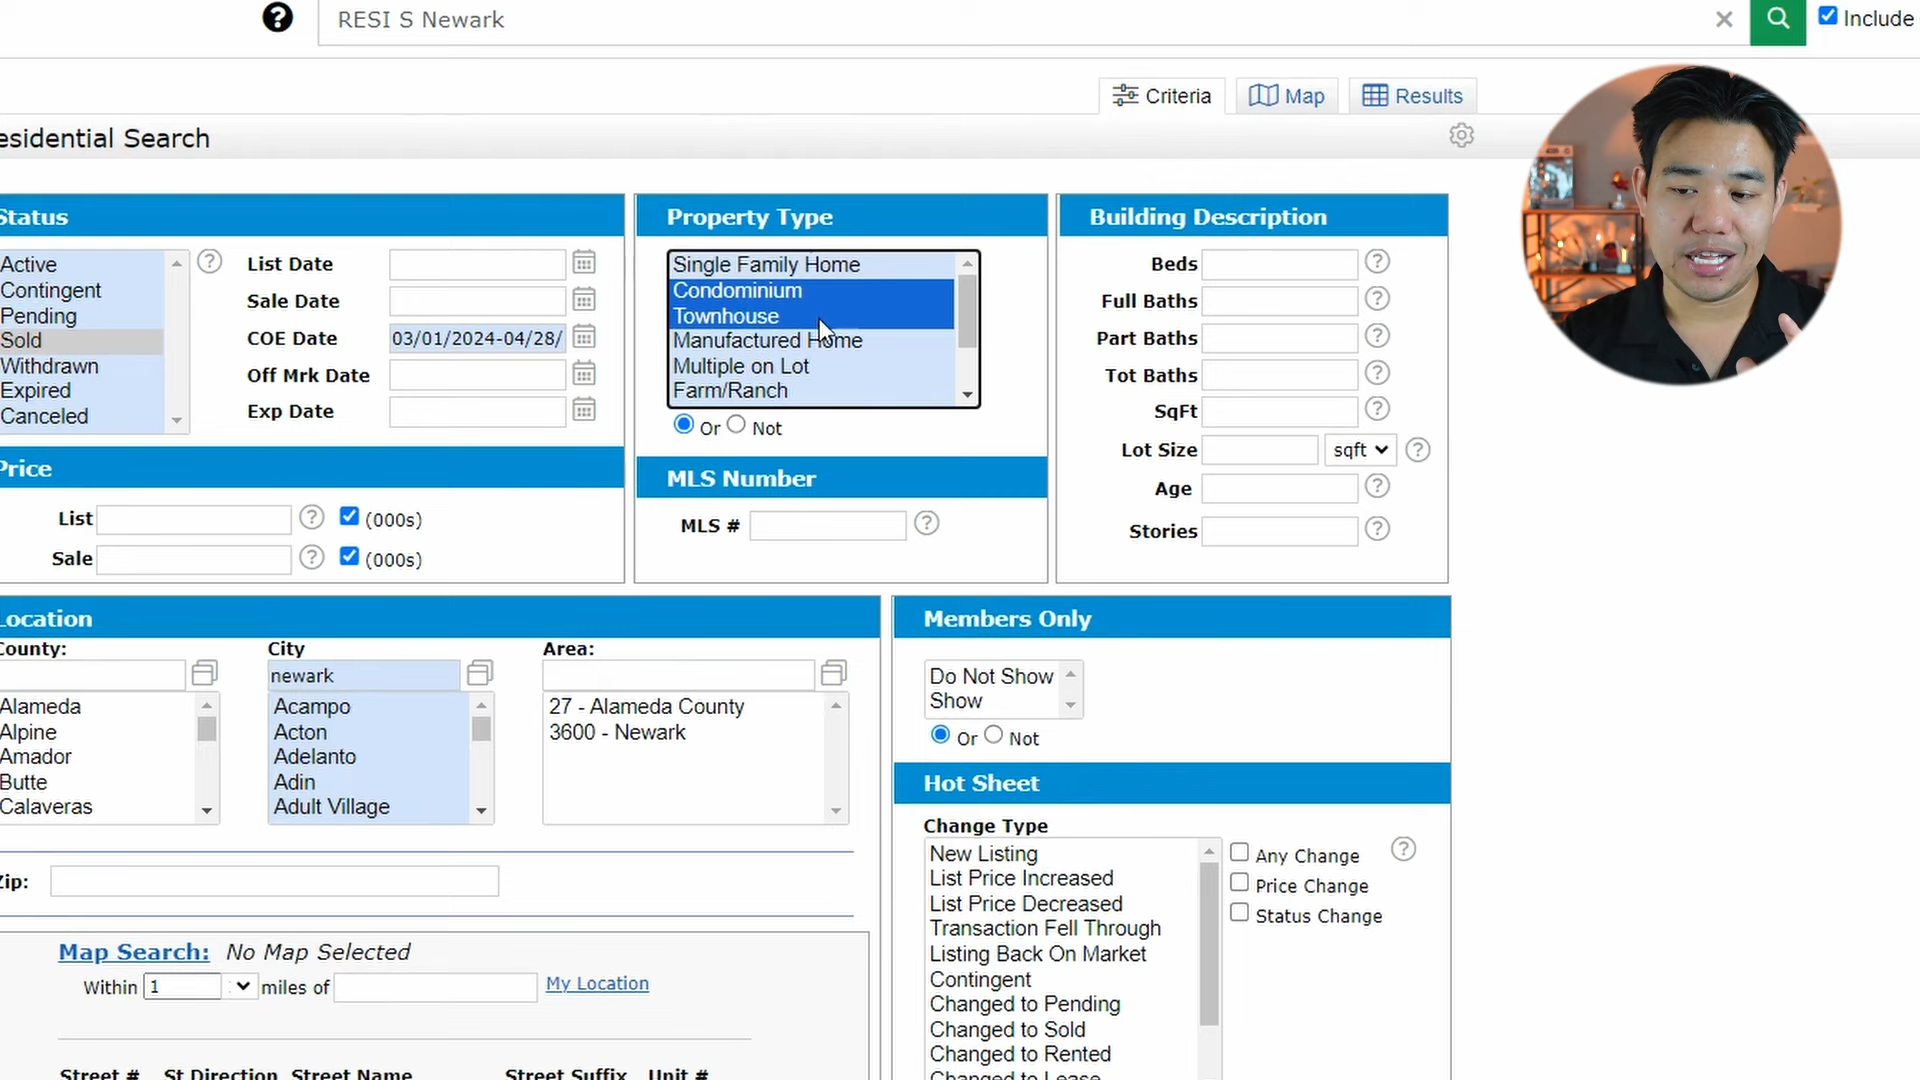 RESI S Newark
Include
Criteria
Map
Results
esidential Search
Status
Active
Contingent
Pending
Sold
Withdrawn
Expired
Canceled
List Date
Sale Date
COE Date
03/01/2024-04/28/
Off Mrk Date
Exp Date
Price
List
(000s)
Sale
(000s)
Property Type
Single Family Home
Condominium
Townhouse
Manufactured Home
Multiple on Lot
Farm/Ranch
Or
Not
MLS Number
MLS #
Building Description
Beds
Full Baths
Part Baths
Tot Baths
SqFt
Lot Size
sqft
Age
Stories
Location
County:
Alameda
Alpine
Amador
Butte
Calaveras
City
newark
Acampo
Acton
Adelanto
Adin
Adult Village
Area:
27 - Alameda County
3600 - Newark
Zip:
Map Search: No Map Selected
Within 1 miles of My Location
Street # St Direction Street Name Street Suffix Unit #
Members Only
Do Not Show
Show
Or
Not
Hot Sheet
Change Type
New Listing
List Price Increased
List Price Decreased
Transaction Fell Through
Listing Back On Market
Contingent
Changed to Pending
Changed to Sold
Changed to Rented
Changed to Lease
Any Change
Price Change
Status Change